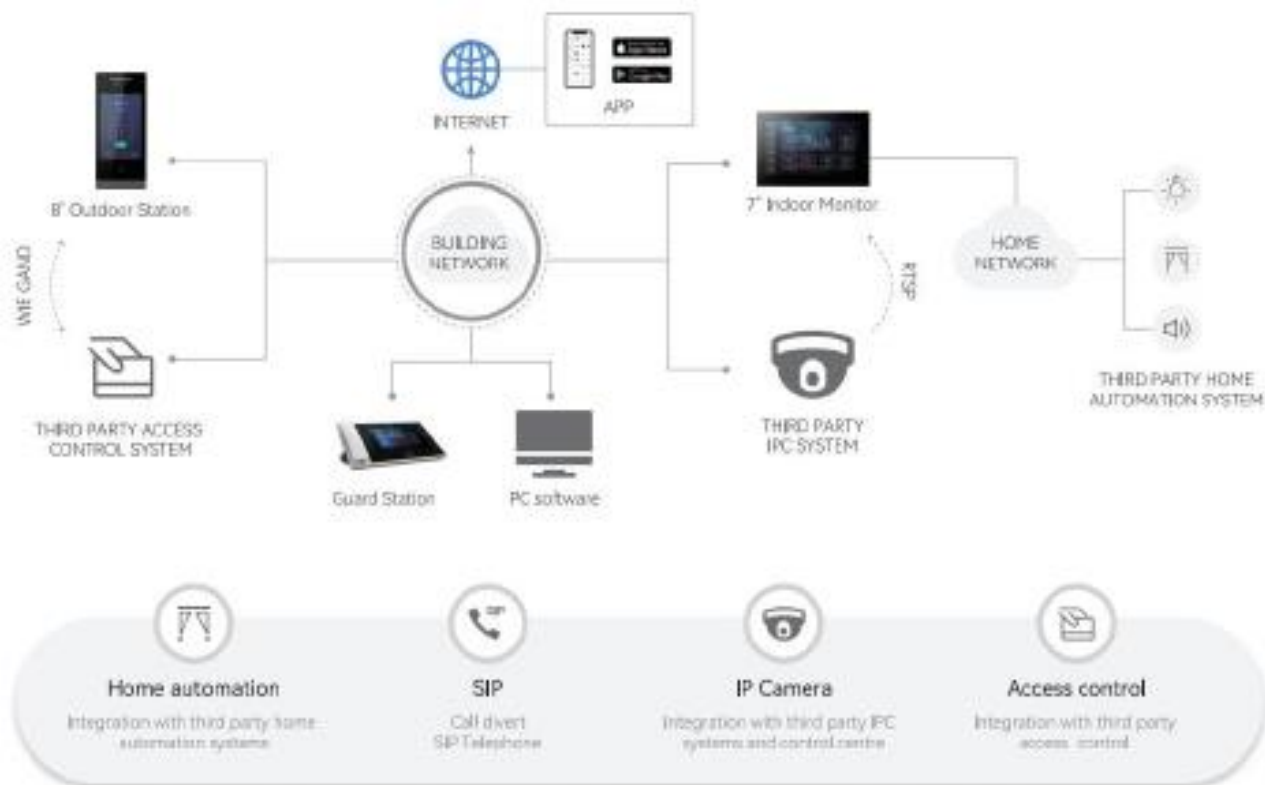 INTERNET
APP
8" Outdoor Station
WIE GAND
THIRD PARTY ACCESS
CONTROL SYSTEM
BUILDING
NETWORK
Guard Station
PC software
7" Indoor Monitor
RTSP
THIRD PARTY
IPC SYSTEM
HOME
NETWORK
THIRD PARTY HOME
AUTOMATION SYSTEM
Home automation
Integration with third party home
automation systems
SIP
SIP
Call divert
SIP Telephone
IP Camera
Integration with third party IPC
systems and control centre
Access control
Integration with third party
access control